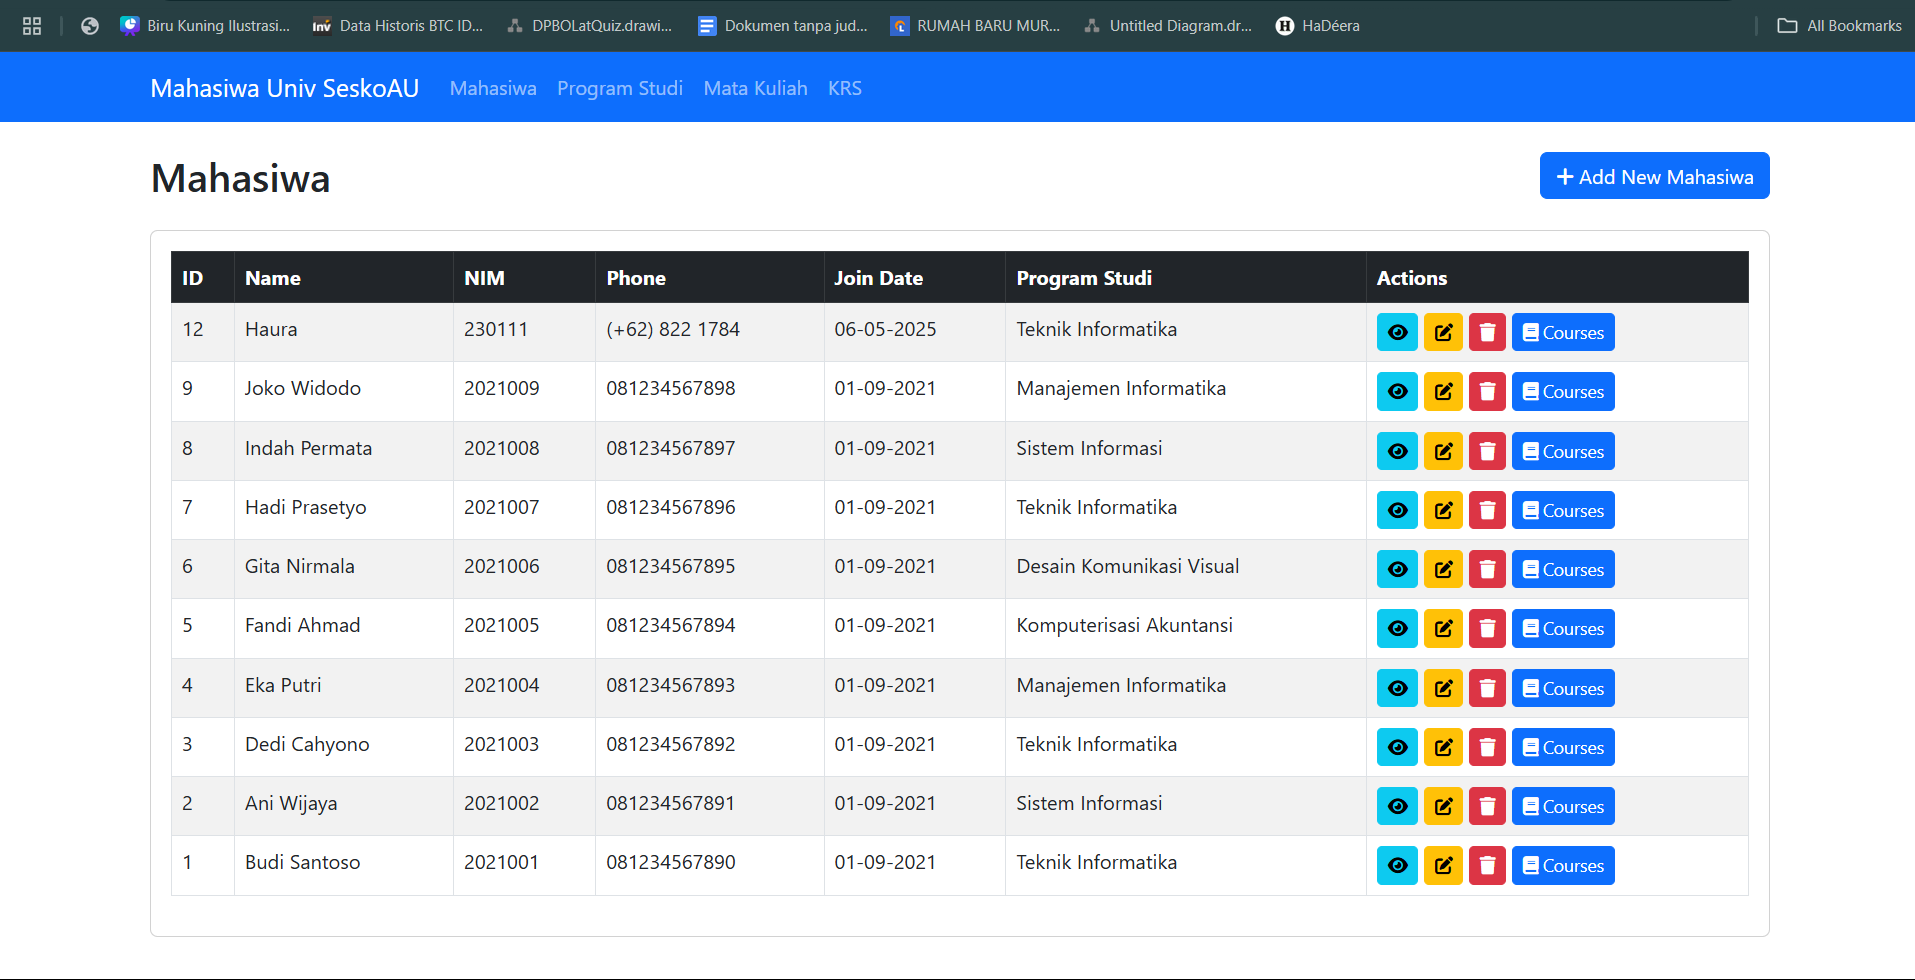 Biru Kuning Ilustrasi... Data Historis BTC ID... DPBOLatQuiz.drawi... Dokumen tanpa jud... RUMAH BARU MUR... Untitled Diagram.dr... HaDéera All Bookmarks
Mahasiwa Univ SeskoAU Mahasiwa Program Studi Mata Kuliah KRS
Mahasiwa
Add New Mahasiwa
ID Name NIM Phone Join Date Program Studi Actions
12 Haura 230111 (+62) 822 1784 06-05-2025 Teknik Informatika Courses
9 Joko Widodo 2021009 081234567898 01-09-2021 Manajemen Informatika Courses
8 Indah Permata 2021008 081234567897 01-09-2021 Sistem Informasi Courses
7 Hadi Prasetyo 2021007 081234567896 01-09-2021 Teknik Informatika Courses
6 Gita Nirmala 2021006 081234567895 01-09-2021 Desain Komunikasi Visual Courses
5 Fandi Ahmad 2021005 081234567894 01-09-2021 Komputerisasi Akuntansi Courses
4 Eka Putri 2021004 081234567893 01-09-2021 Manajemen Informatika Courses
3 Dedi Cahyono 2021003 081234567892 01-09-2021 Teknik Informatika Courses
2 Ani Wijaya 2021002 081234567891 01-09-2021 Sistem Informasi Courses
1 Budi Santoso 2021001 081234567890 01-09-2021 Teknik Informatika Courses